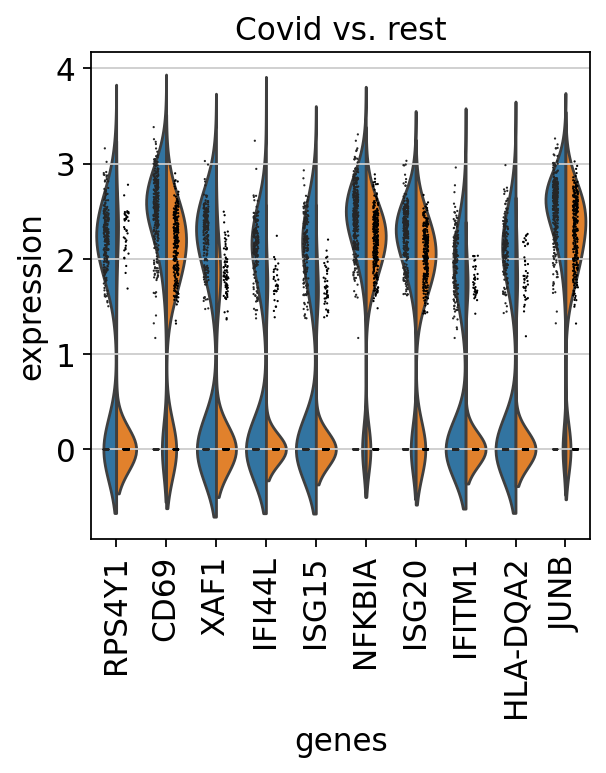 Covid vs. rest
4
3
2
1
0
expression
RPS4Y1
CD69
XAF1
IFI44L
ISG15
NFKBIA
ISG20
IFITM1
HLA-DQA2
JUNB
genes